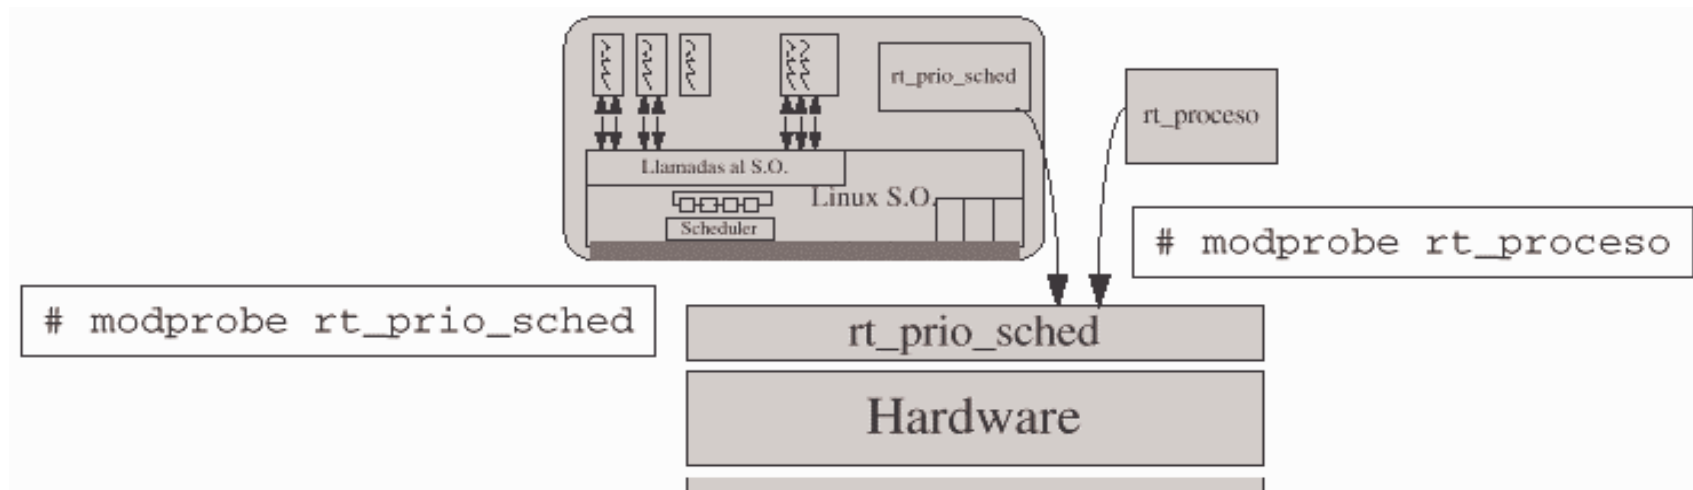 rt_prio_sched
rt_proceso
Llamadas al S.O.
Linux S.O.
Scheduler
# modprobe rt_proceso
# modprobe rt_prio_sched
rt_prio_sched
Hardware